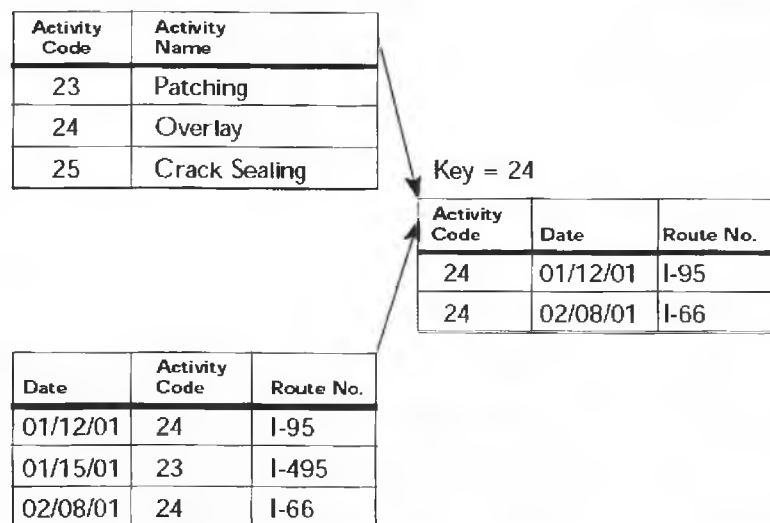 Activity Code Activity Name
23 Patching
24 Overlay
25 Crack Sealing
Key = 24
Activity Code Date Route No.
24 01/12/01 I-95
24 02/08/01 I-66
Date Activity Code Route No.
01/12/01 24 I-95
01/15/01 23 I-495
02/08/01 24 I-66